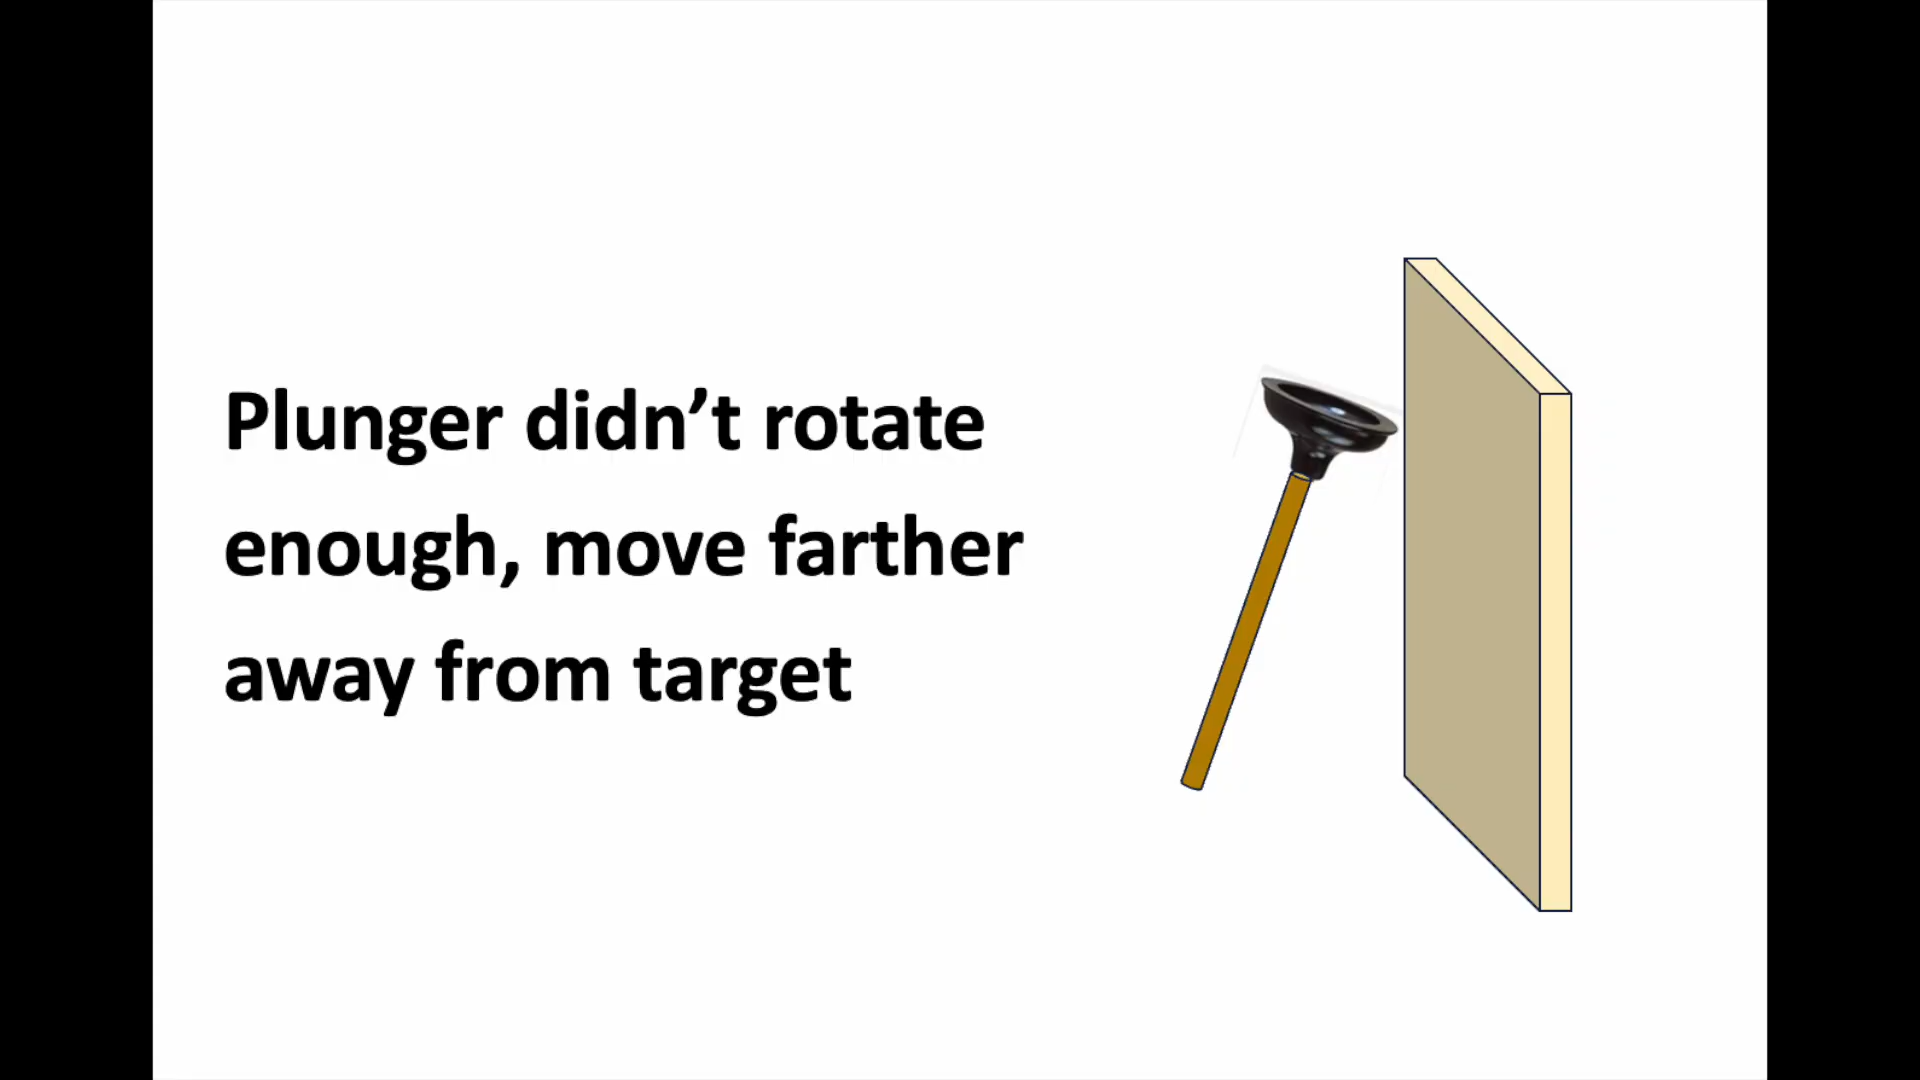 Plunger didn’t rotate
enough, move farther
away from target